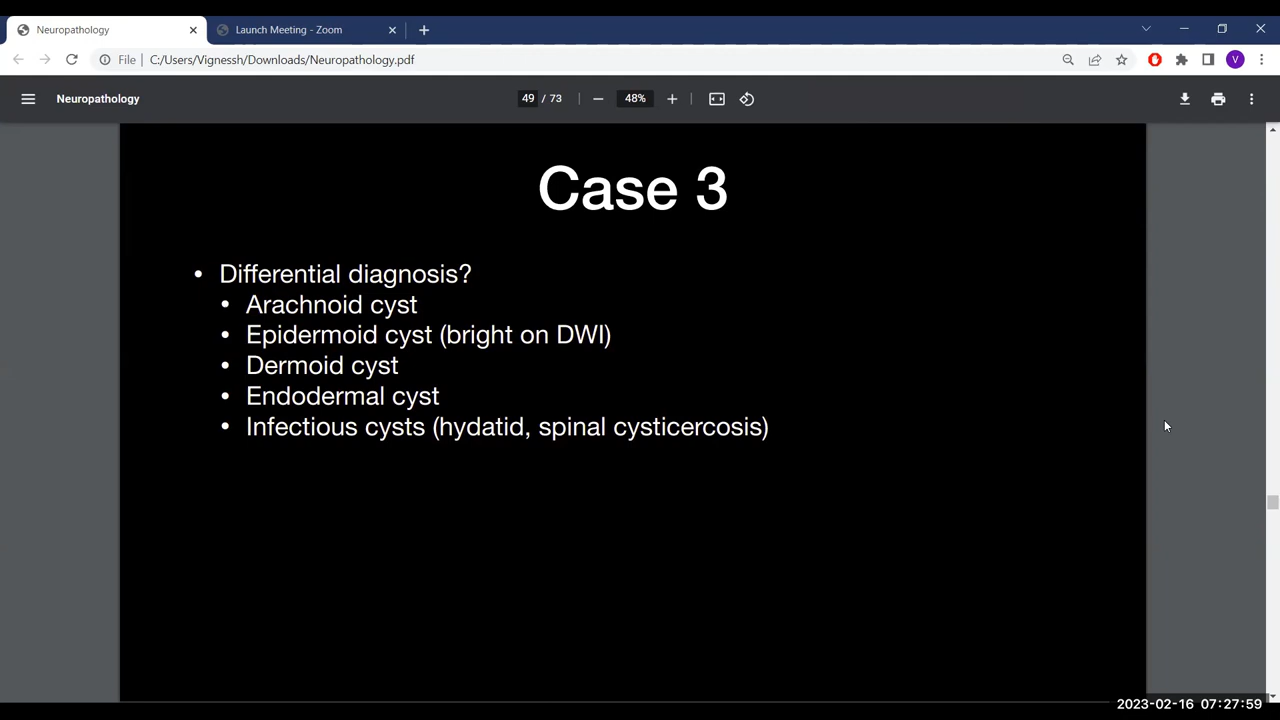 Neuropathology
Launch Meeting - Zoom
File
C:/Users/Vignessh/Downloads/Neuropathology.pdf
V
Neuropathology
49 / 73
48%
Case 3
• Differential diagnosis?
• Arachnoid cyst
• Epidermoid cyst (bright on DWI)
• Dermoid cyst
• Endodermal cyst
• Infectious cysts (hydatid, spinal cysticercosis)
2023-02-16 07:27:59